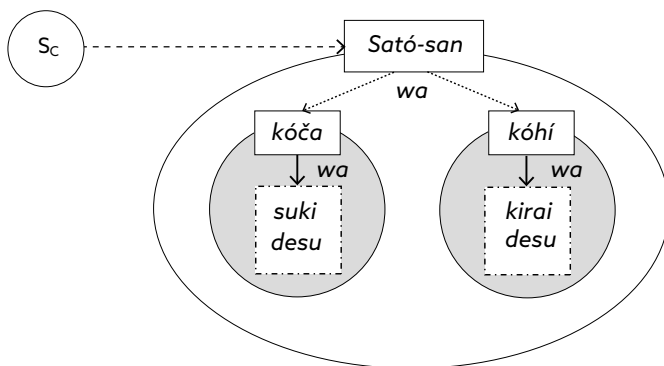 S_C
Sató-san
wa
kóča
kóhí
wa
wa
suki
desu
kirai
desu